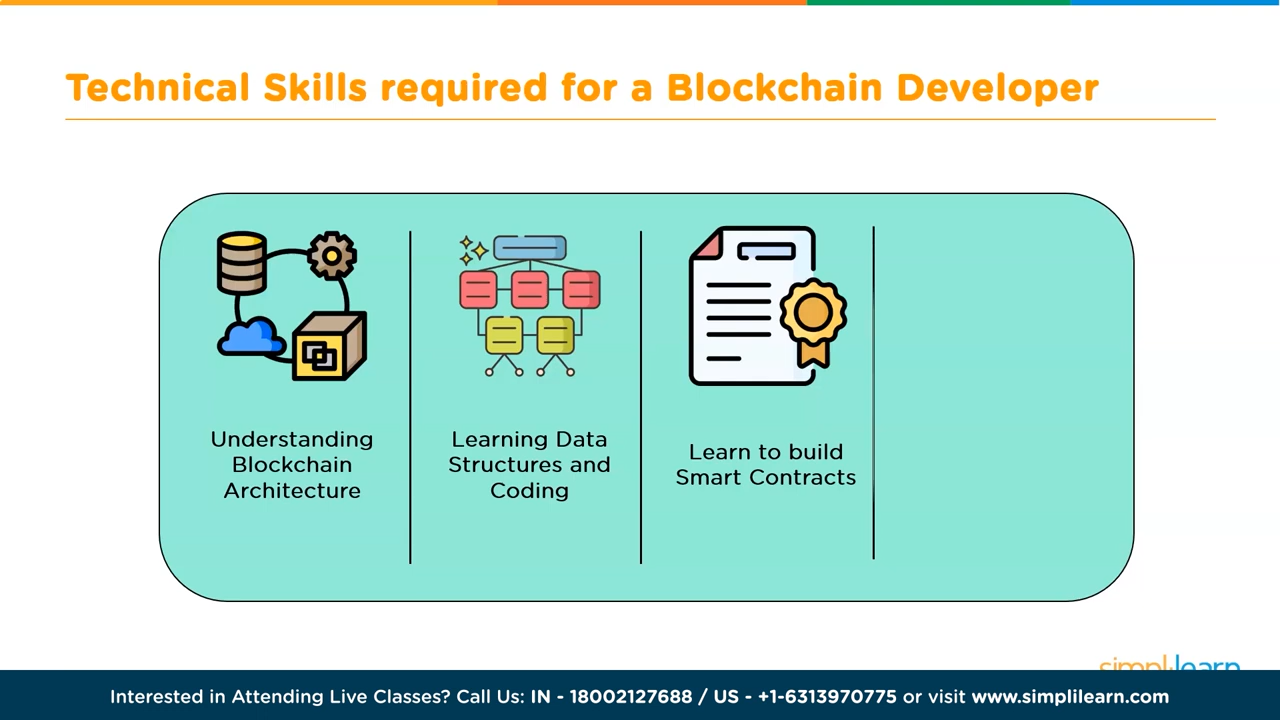 Technical Skills required for a Blockchain Developer
Understanding
Blockchain
Architecture
Learning Data
Structures and
Coding
Learn to build
Smart Contracts
simplilearn
Interested in Attending Live Classes? Call Us: IN - 18002127688 / US - +1-6313970775 or visit www.simplilearn.com